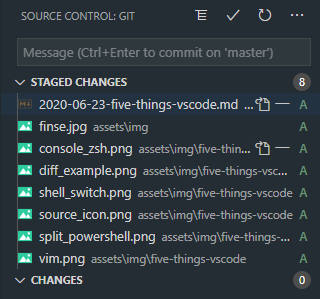 SOURCE CONTROL: GIT
Message (Ctrl+Enter to commit on 'master')
STAGED CHANGES 8
2020-06-23-five-things-vscode.md ... A
finse.jpg assets\img A
console_zsh.png assets\img\five-thin... A
diff_example.png assets\img\five-things-vsc... A
shell_switch.png assets\img\five-things-vscode A
source_icon.png assets\img\five-things-vscode A
split_powershell.png assets\img\five-things-... A
vim.png assets\img\five-things-vscode A
CHANGES 0